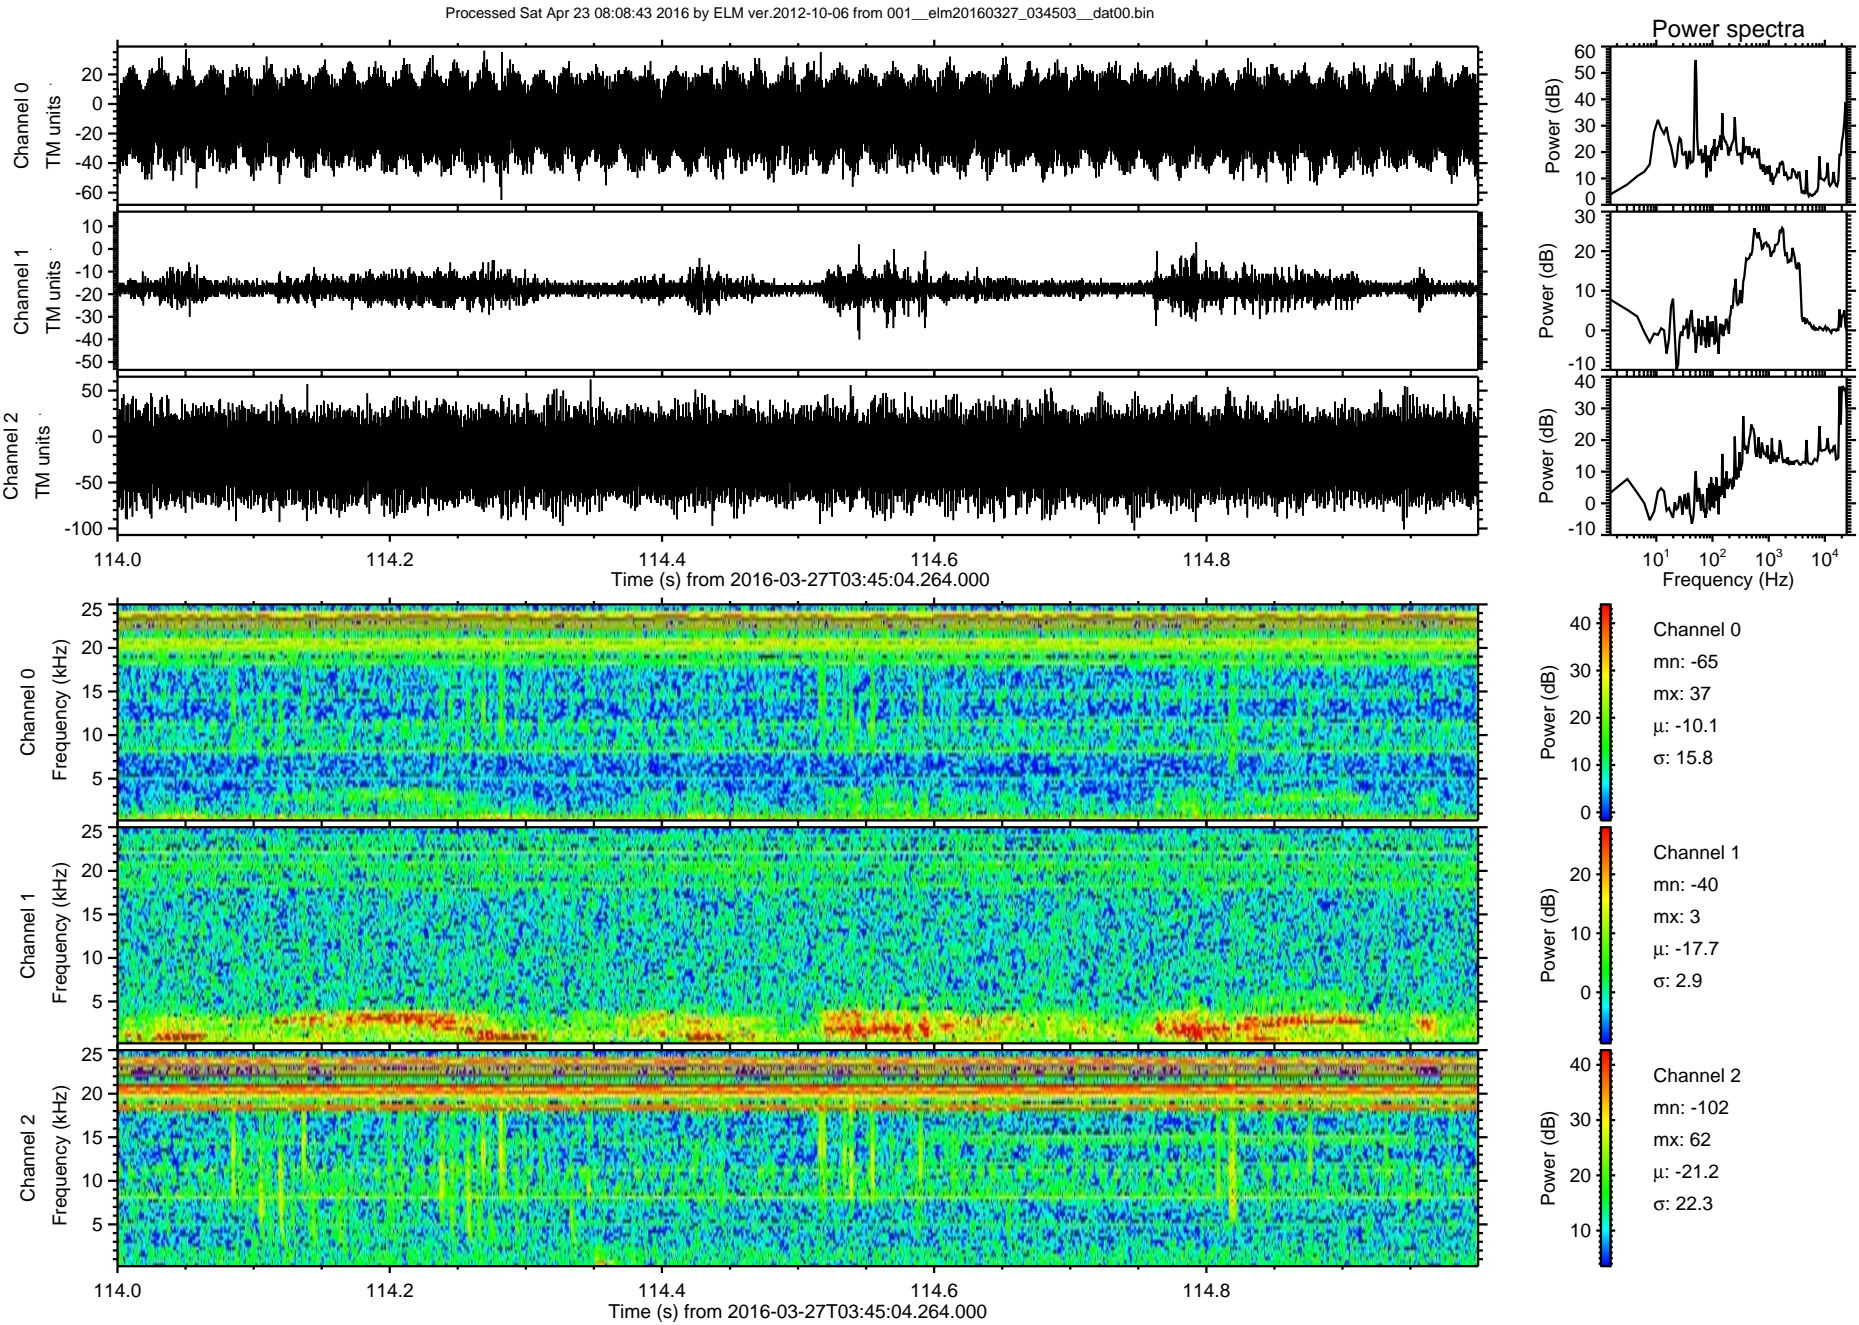 Processed Sat Apr 23 08:08:43 2016 by ELM ver.2012-10-06 from 001__elm20160327_034503__dat00.bin
Power spectra
Channel 0
TM units
20
0
-20
-40
-60
Power (dB)
60
50
40
30
20
10
0
Channel 1
TM units
10
0
-10
-20
-30
-40
-50
Power (dB)
30
20
10
0
-10
Channel 2
TM units
50
0
-50
-100
Power (dB)
40
30
20
10
0
-10
114.0 114.2 114.4 114.6 114.8
Time (s) from 2016-03-27T03:45:04.264.000
10¹ 10² 10³ 10⁴
Frequency (Hz)
Channel 0
Frequency (kHz)
25
20
15
10
5
Power (dB)
40
30
20
10
0
Channel 0
mn: -65
mx: 37
µ: -10.1
σ: 15.8
Channel 1
Frequency (kHz)
25
20
15
10
5
Power (dB)
20
10
0
Channel 1
mn: -40
mx: 3
µ: -17.7
σ: 2.9
Channel 2
Frequency (kHz)
25
20
15
10
5
Power (dB)
40
30
20
10
Channel 2
mn: -102
mx: 62
µ: -21.2
σ: 22.3
114.0 114.2 114.4 114.6 114.8
Time (s) from 2016-03-27T03:45:04.264.000